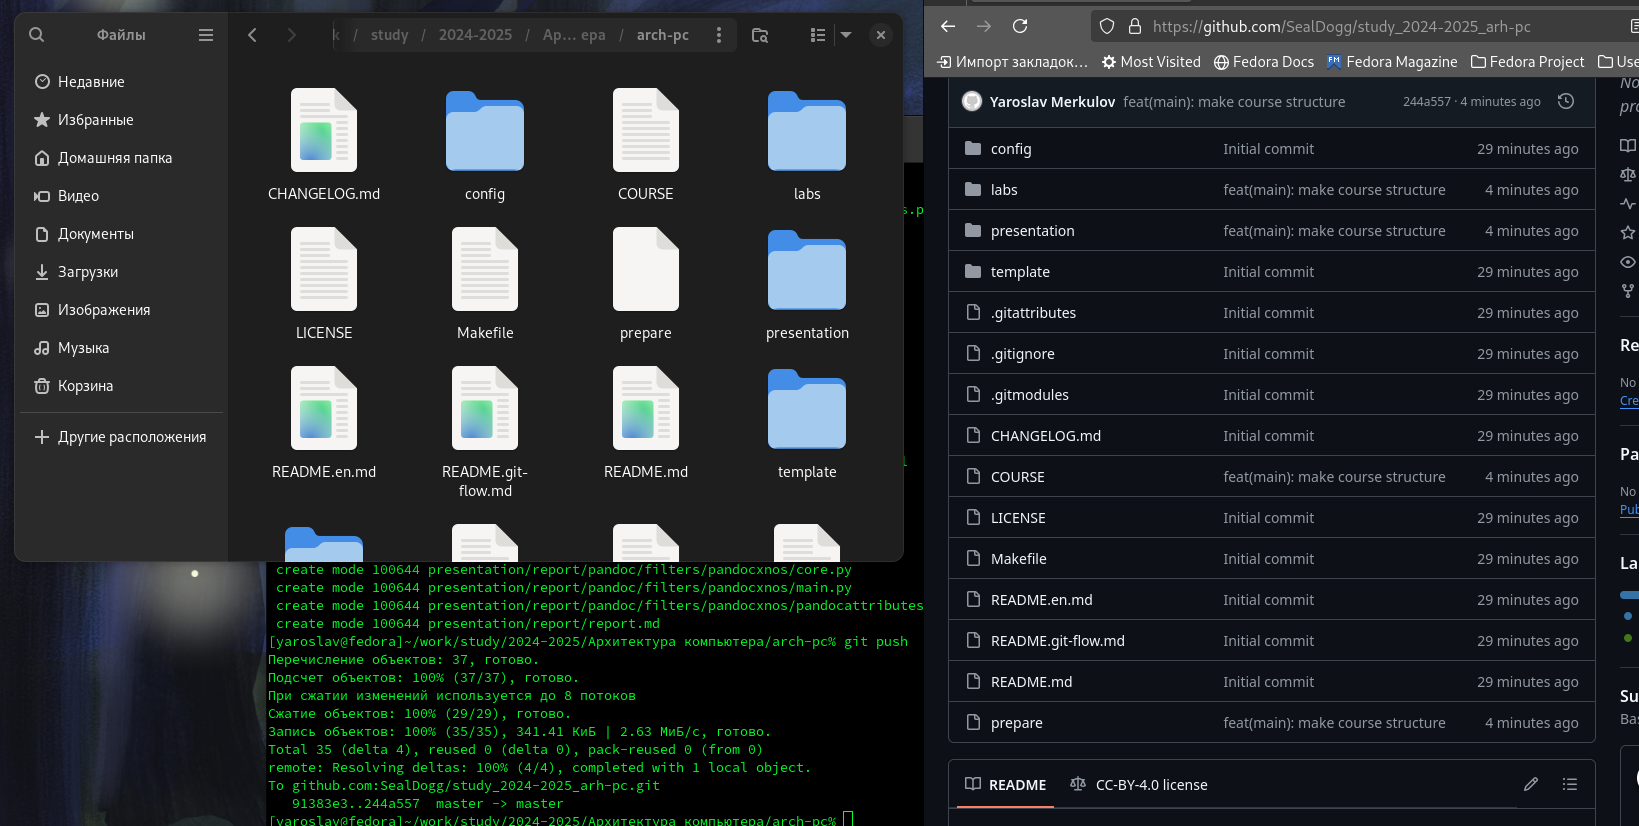 Файлы
k / study / 2024-2025 / Ap... ера / arch-pc
Недавние
Избранные
Домашняя папка
Видео
Документы
Загрузки
Изображения
Музыка
Корзина
Другие расположения
CHANGELOG.md
config
COURSE
labs
LICENSE
Makefile
prepare
presentation
README.en.md
README.git-
flow.md
README.md
template
s.p
l
create mode 100644 presentation/report/pandoc/filters/pandocxnos/core.py
create mode 100644 presentation/report/pandoc/filters/pandocxnos/main.py
create mode 100644 presentation/report/pandoc/filters/pandocxnos/pandocattributes
create mode 100644 presentation/report/report.md
[yaroslav@fedora]~/work/study/2024-2025/Архитектура компьютера/arch-pc% git push
Перечисление объектов: 37, готово.
Подсчет объектов: 100% (37/37), готово.
При сжатии изменений используется до 8 потоков
Сжатие объектов: 100% (29/29), готово.
Запись объектов: 100% (35/35), 341.41 КиБ | 2.63 МиБ/с, готово.
Total 35 (delta 4), reused 0 (delta 0), pack-reused 0 (from 0)
remote: Resolving deltas: 100% (4/4), completed with 1 local object.
To github.com:SealDogg/study_2024-2025_arh-pc.git
91383e3..244a557 master -> master
[yaroslav@fedora]~/work/study/2024-2025/Архитектура компьютера/arch-pc%
https://github.com/SealDogg/study_2024-2025_arh-pc
Импорт закладок...
Most Visited
Fedora Docs
Fedora Magazine
Fedora Project
Use
Yaroslav Merkulov feat(main): make course structure 244a557 · 4 minutes ago
config Initial commit 29 minutes ago
labs feat(main): make course structure 4 minutes ago
presentation feat(main): make course structure 4 minutes ago
template Initial commit 29 minutes ago
.gitattributes Initial commit 29 minutes ago
.gitignore Initial commit 29 minutes ago
.gitmodules Initial commit 29 minutes ago
CHANGELOG.md Initial commit 29 minutes ago
COURSE feat(main): make course structure 4 minutes ago
LICENSE Initial commit 29 minutes ago
Makefile Initial commit 29 minutes ago
README.en.md Initial commit 29 minutes ago
README.git-flow.md Initial commit 29 minutes ago
README.md Initial commit 29 minutes ago
prepare feat(main): make course structure 4 minutes ago
README
CC-BY-4.0 license
No
pro
Re
No
Cre
Pa
No
Pub
La
Su
Bas